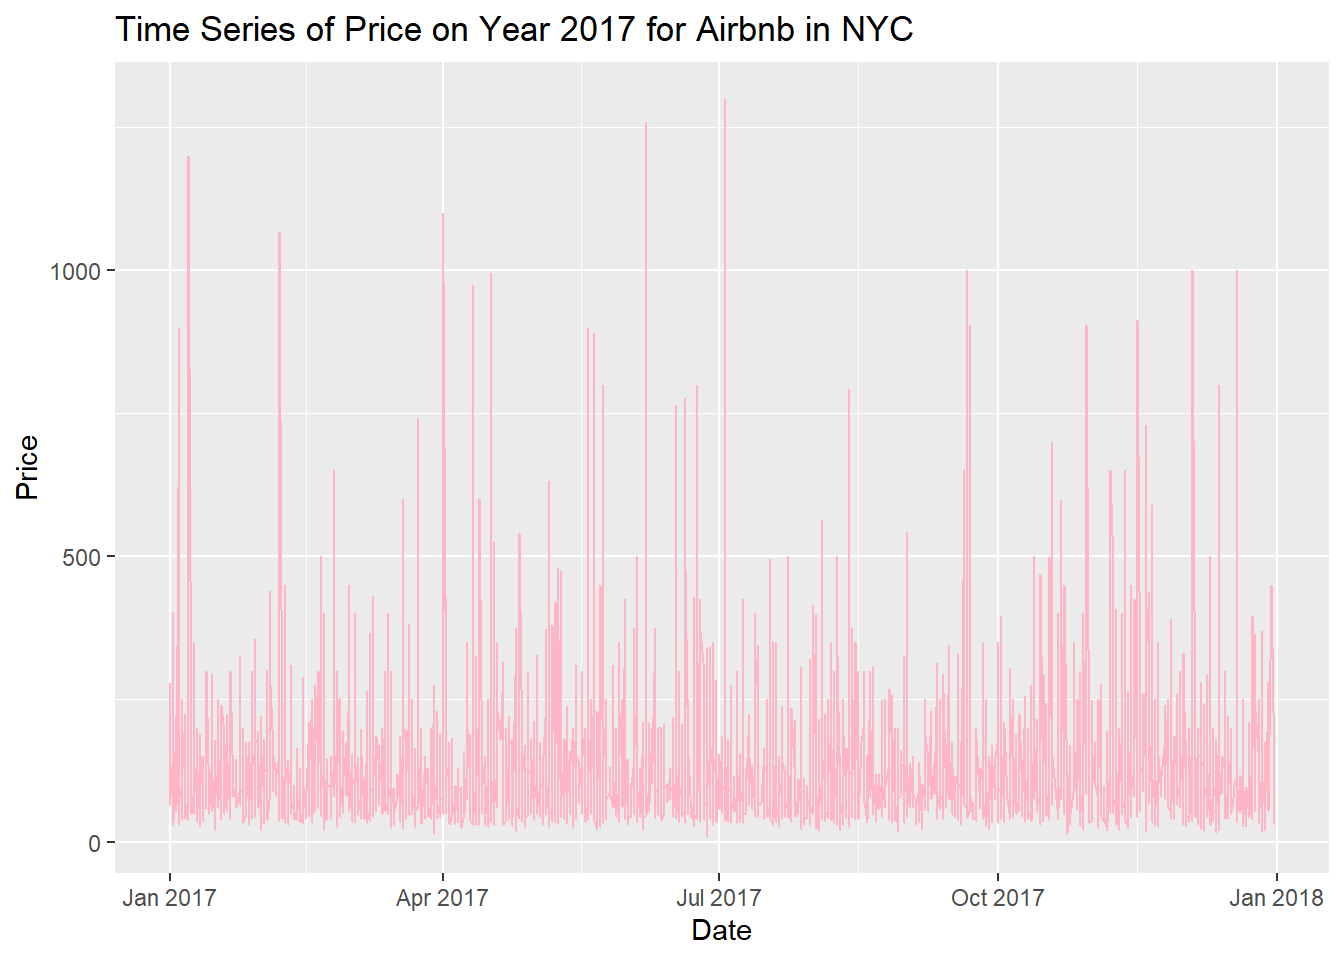 Time Series of Price on Year 2017 for Airbnb in NYC
Price
1000
500
0
Jan 2017 Apr 2017 Jul 2017 Oct 2017 Jan 2018
Date